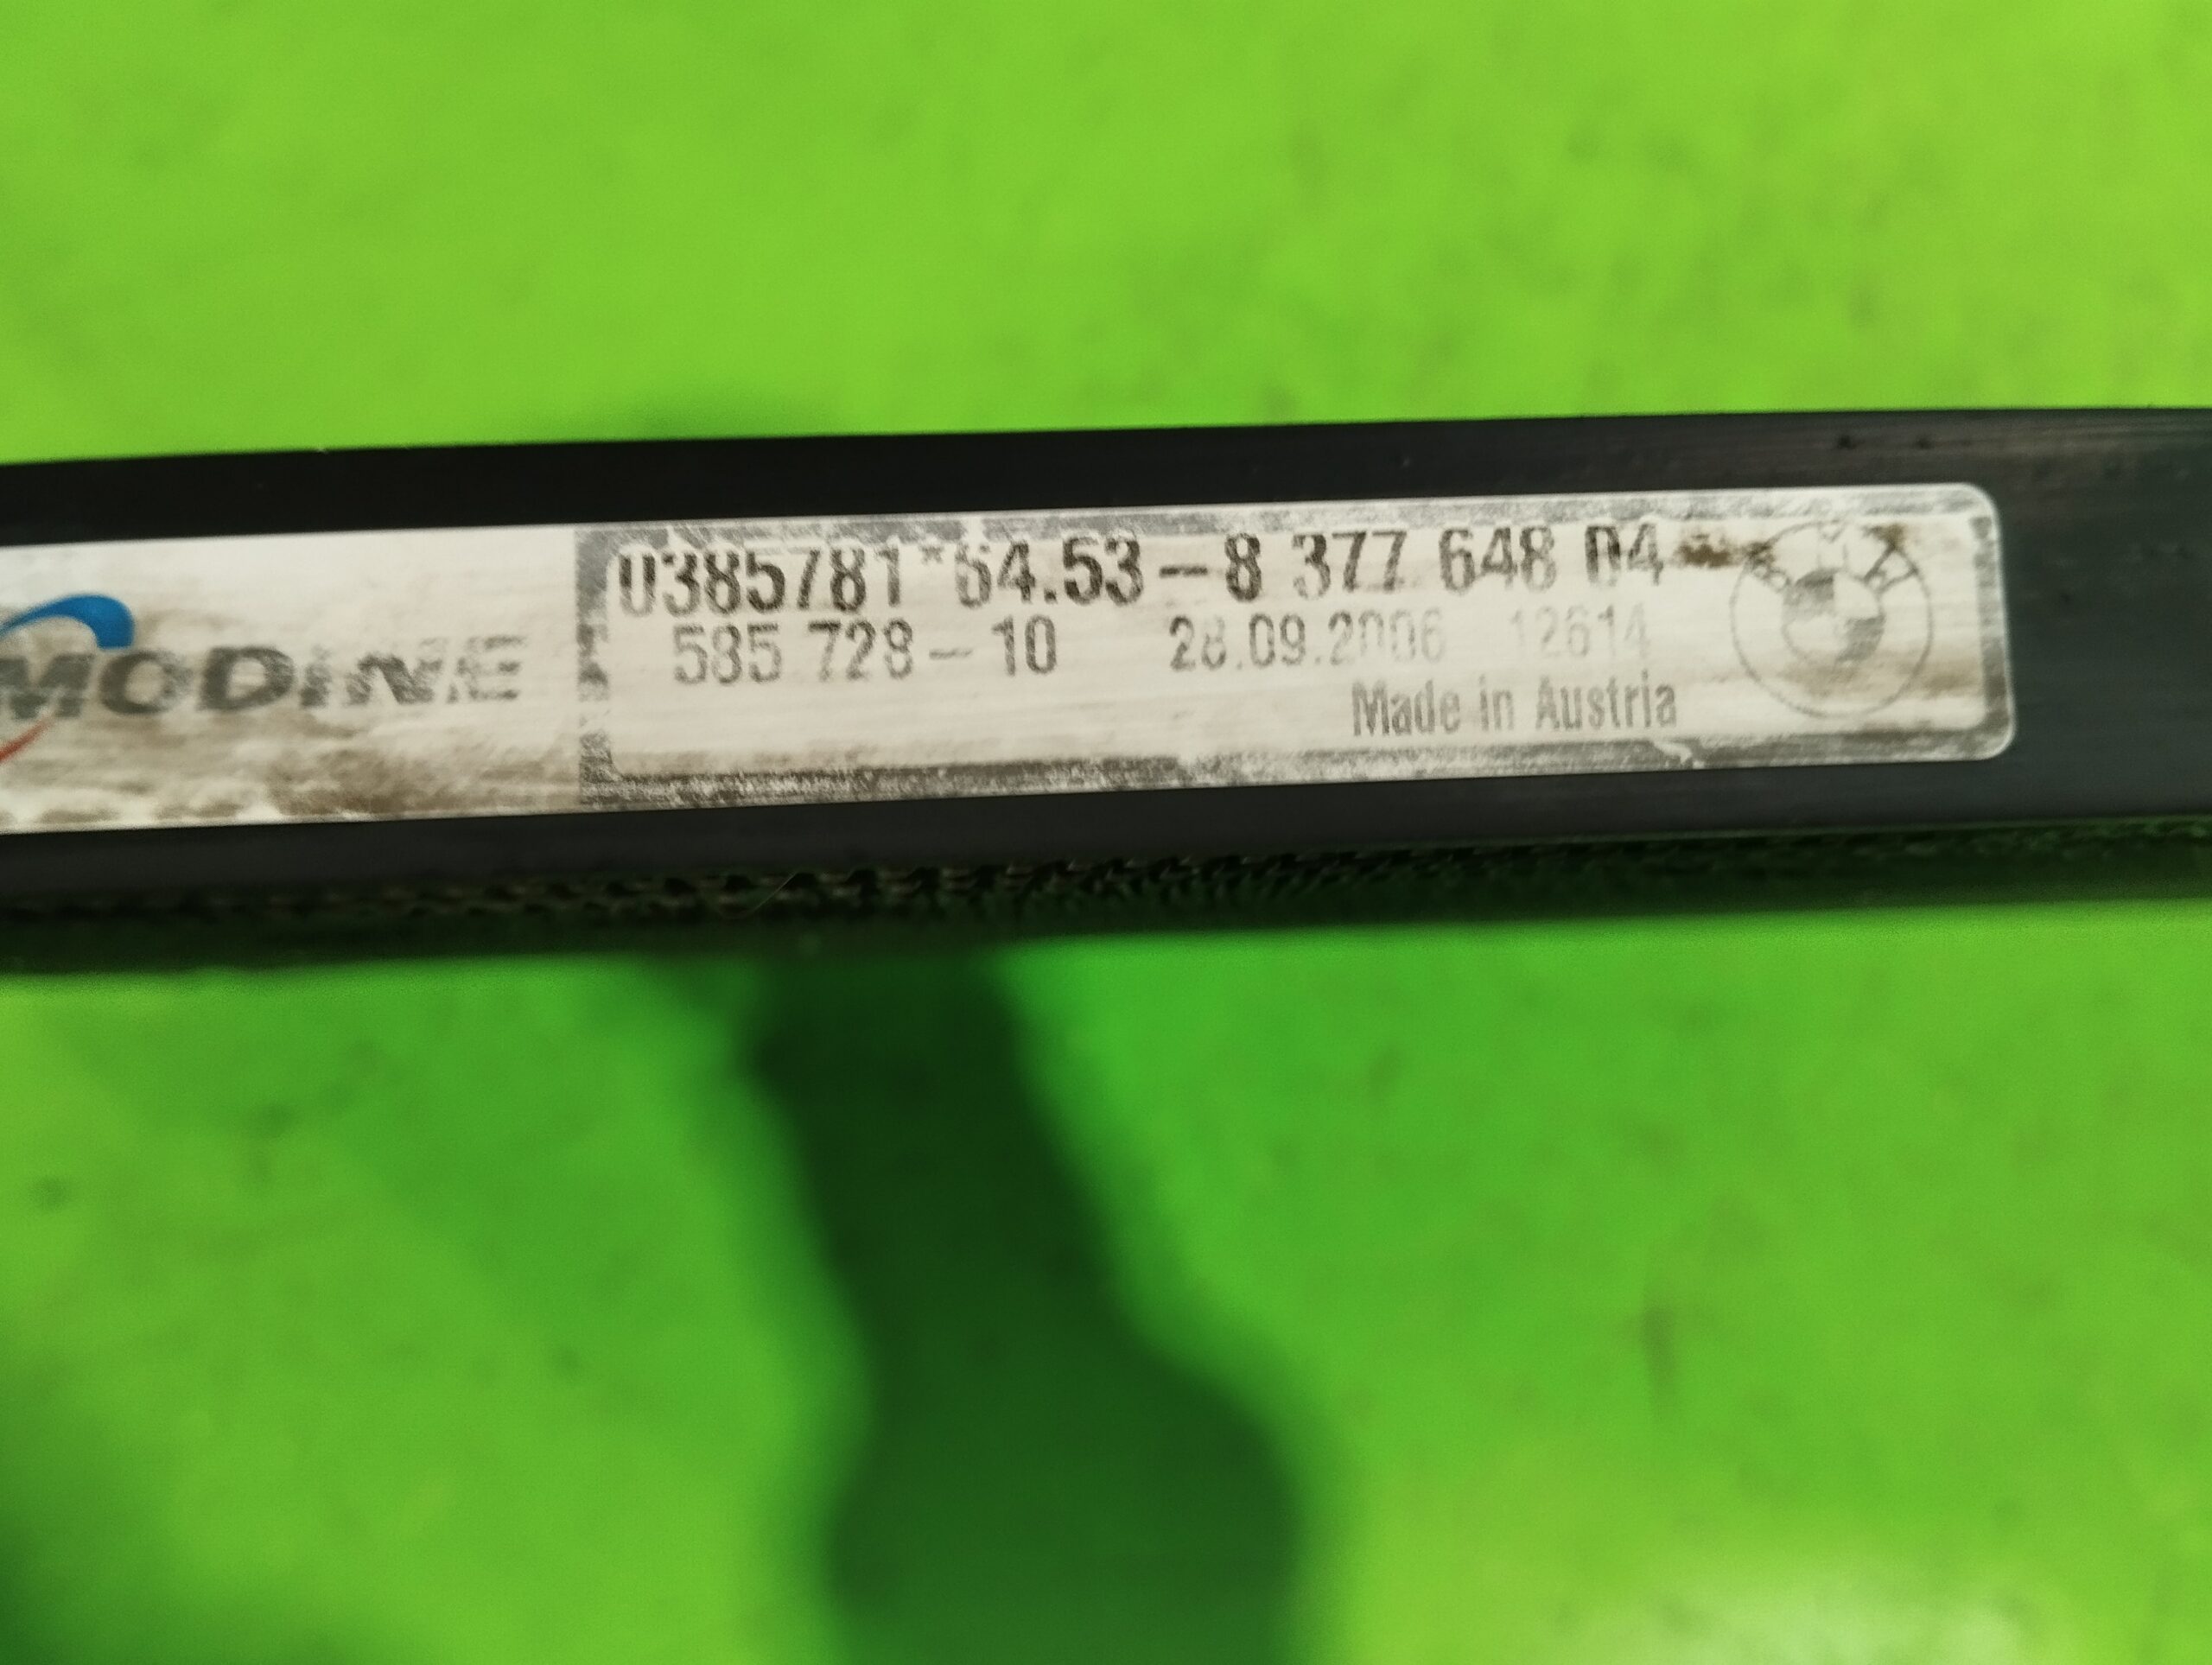 MODINE
0385781*64.53-8 377 648 04
585 728-10 28.09.2006 12614
Made in Austria